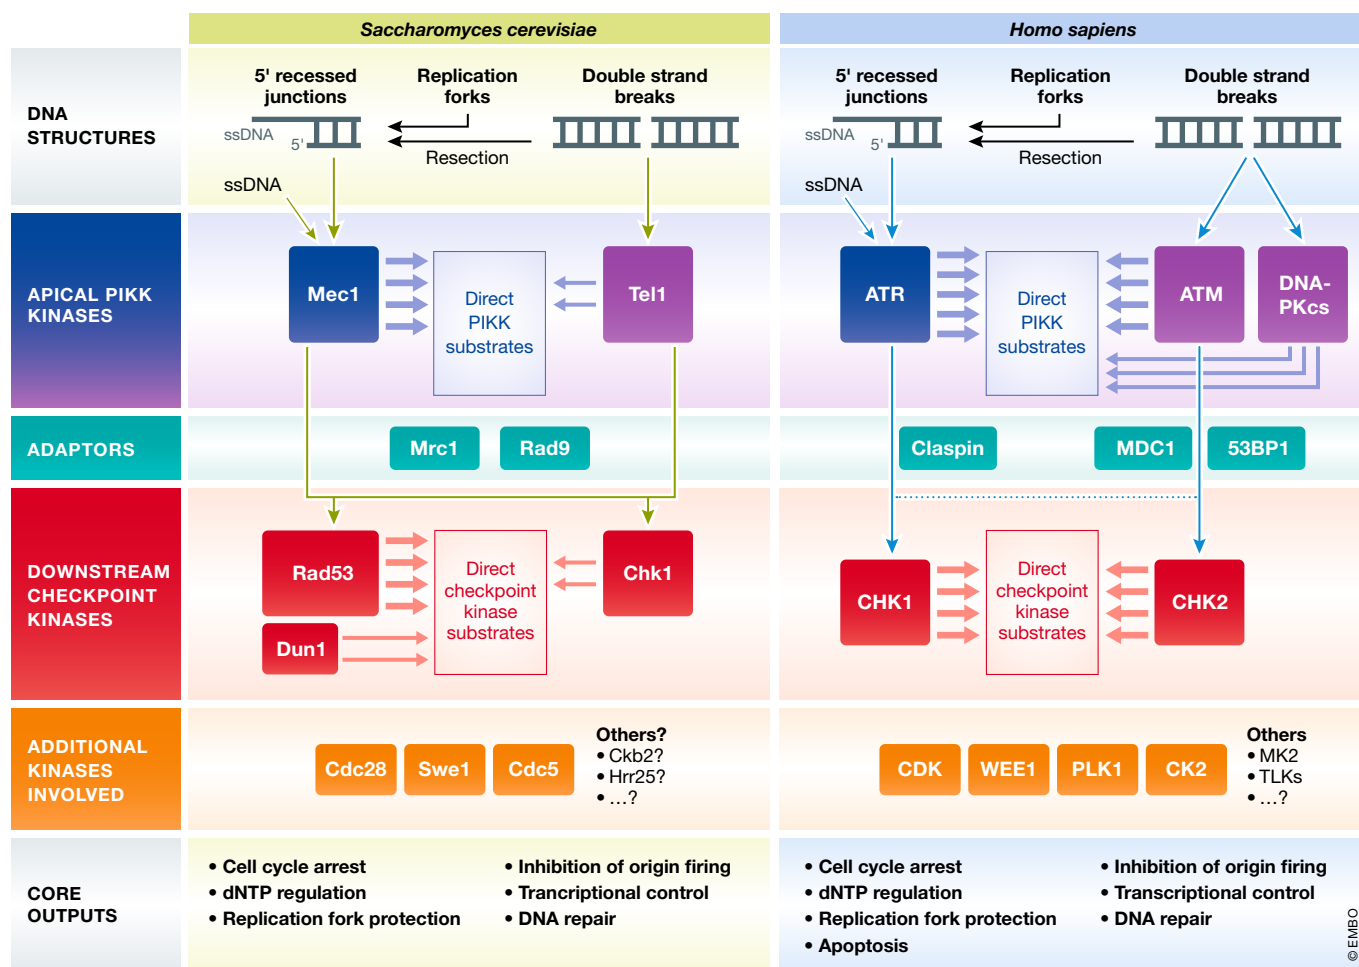 Saccharomyces cerevisiae
Homo sapiens
DNA
STRUCTURES
5' recessed
junctions
Replication
forks
Double strand
breaks
ssDNA
5'
Resection
ssDNA
5' recessed
junctions
Replication
forks
Double strand
breaks
ssDNA
5'
Resection
ssDNA
APICAL PIKK
KINASES
Mec1
Direct
PIKK
substrates
Tel1
ATR
Direct
PIKK
substrates
ATM
DNA-
PKcs
ADAPTORS
Mrc1
Rad9
Claspin
MDC1
53BP1
DOWNSTREAM
CHECKPOINT
KINASES
Rad53
Dun1
Direct
checkpoint
kinase
substrates
Chk1
CHK1
Direct
checkpoint
kinase
substrates
CHK2
ADDITIONAL
KINASES
INVOLVED
Cdc28
Swe1
Cdc5
Others?
• Ckb2?
• Hrr25?
• ...?
CDK
WEE1
PLK1
CK2
Others
• MK2
• TLKs
• ...?
CORE
OUTPUTS
• Cell cycle arrest
• dNTP regulation
• Replication fork protection
• Inhibition of origin firing
• Trancriptional control
• DNA repair
• Cell cycle arrest
• dNTP regulation
• Replication fork protection
• Apoptosis
• Inhibition of origin firing
• Transcriptional control
• DNA repair
© EMBO